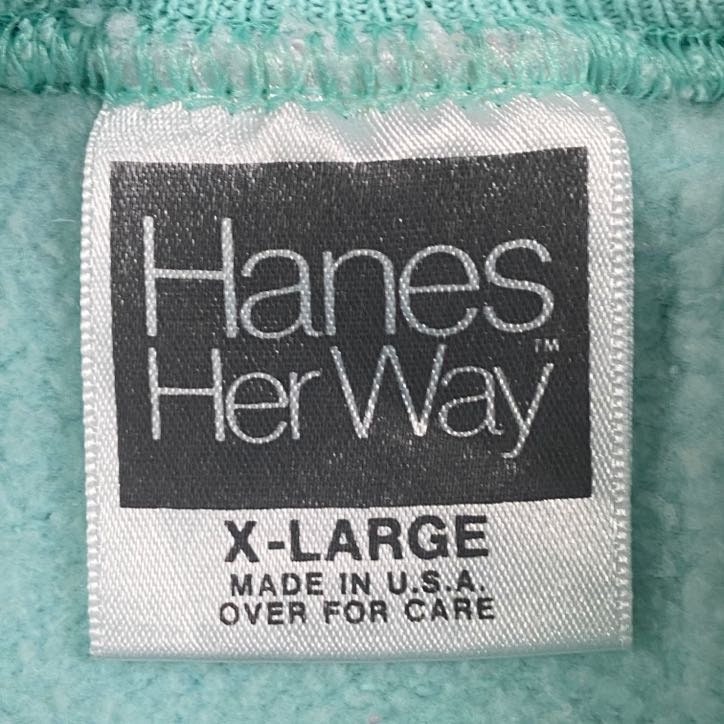 Hanes
Her Way™
X-LARGE
MADE IN U.S.A.
OVER FOR CARE